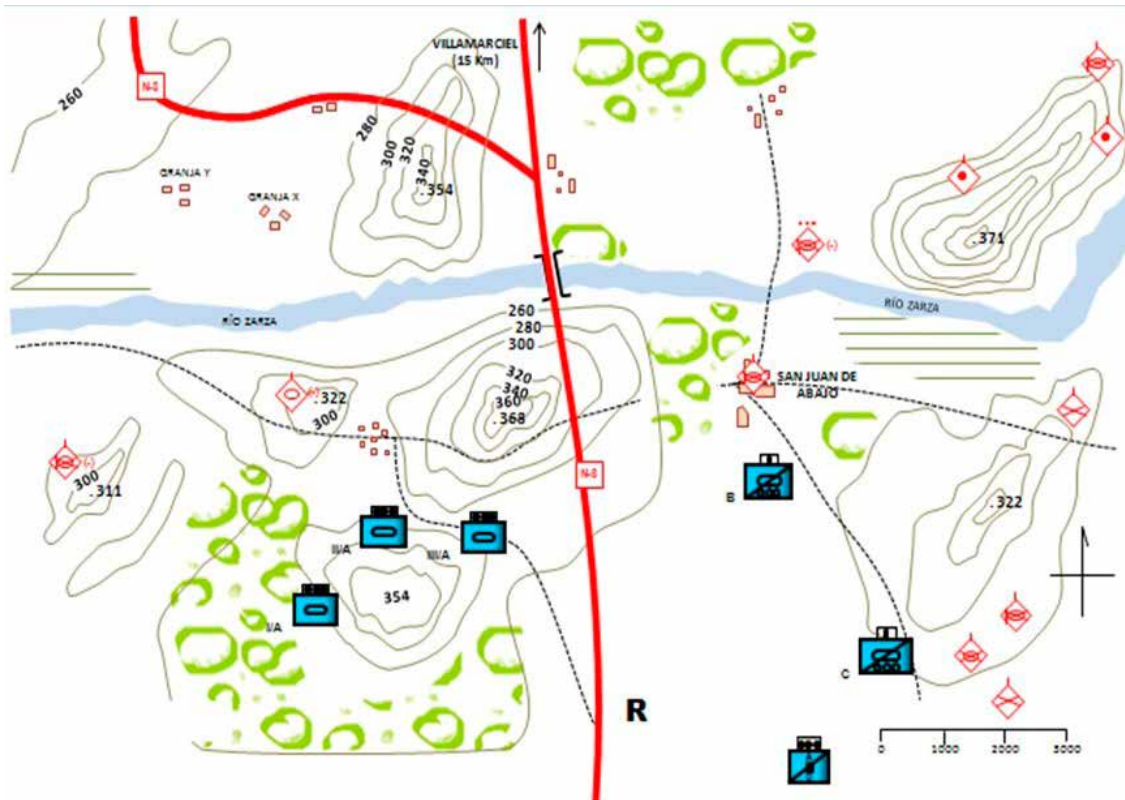 VILLAMARCIEL
(15 Km)
260
N-8
280
300
320
340
.354
GRANJA Y
GRANJA X
.371
(-)
RÍO ZARZA
RÍO ZARZA
260
280
300
320
340
360
.368
(-)
.322
300
SAN JUAN DE
ABAJO
(-)
300
.311
N-8
B
.322
II/A
III/A
354
I/A
C
R
0 1000 2000 3000